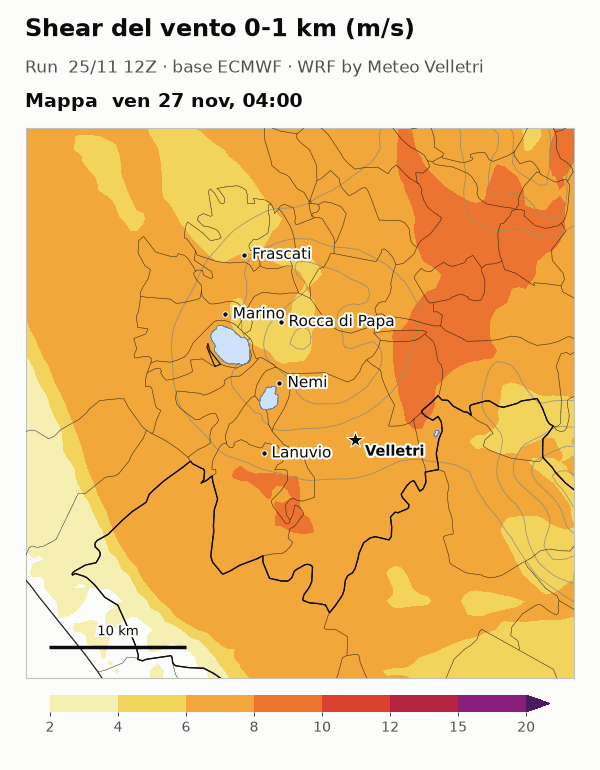 Shear del vento 0-1 km (m/s)
Run  25/11 12Z · base ECMWF · WRF by Meteo Velletri
Mappa  ven 27 nov, 04:00
Frascati
Marino
Rocca di Papa
Nemi
Velletri
Lanuvio
10 km
2 4 6 8 10 12 15 20